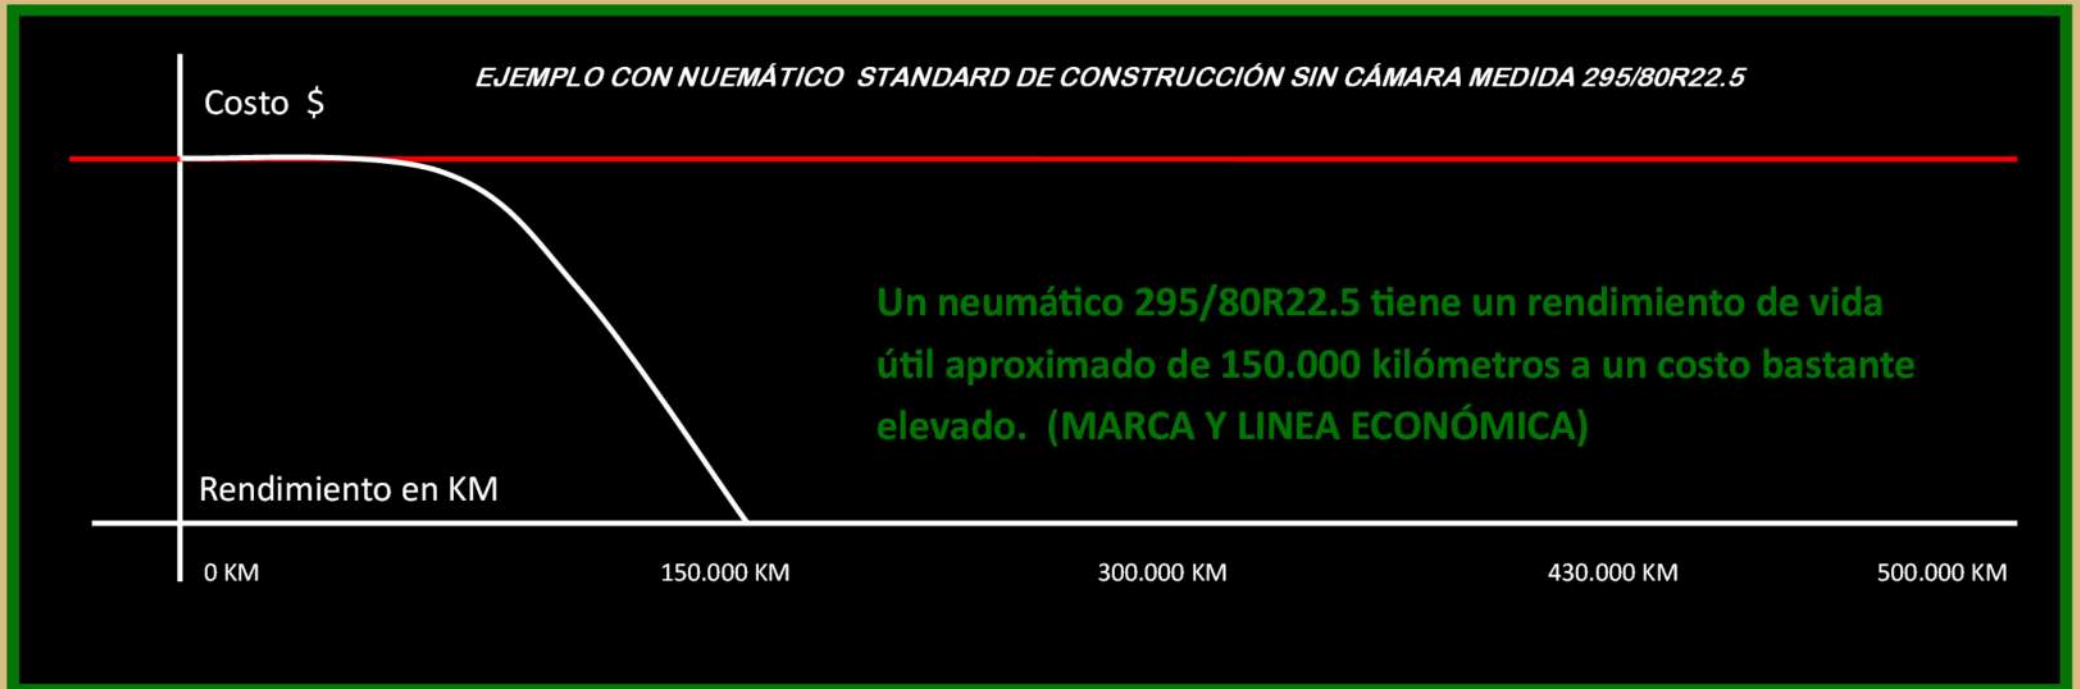 EJEMPLO CON NUEMÁTICO STANDARD DE CONSTRUCCIÓN SIN CÁMARA MEDIDA 295/80R22.5
Costo $
Un neumático 295/80R22.5 tiene un rendimiento de vida
útil aproximado de 150.000 kilómetros a un costo bastante
elevado. (MARCA Y LINEA ECONÓMICA)
Rendimiento en KM
0 KM
150.000 KM
300.000 KM
430.000 KM
500.000 KM